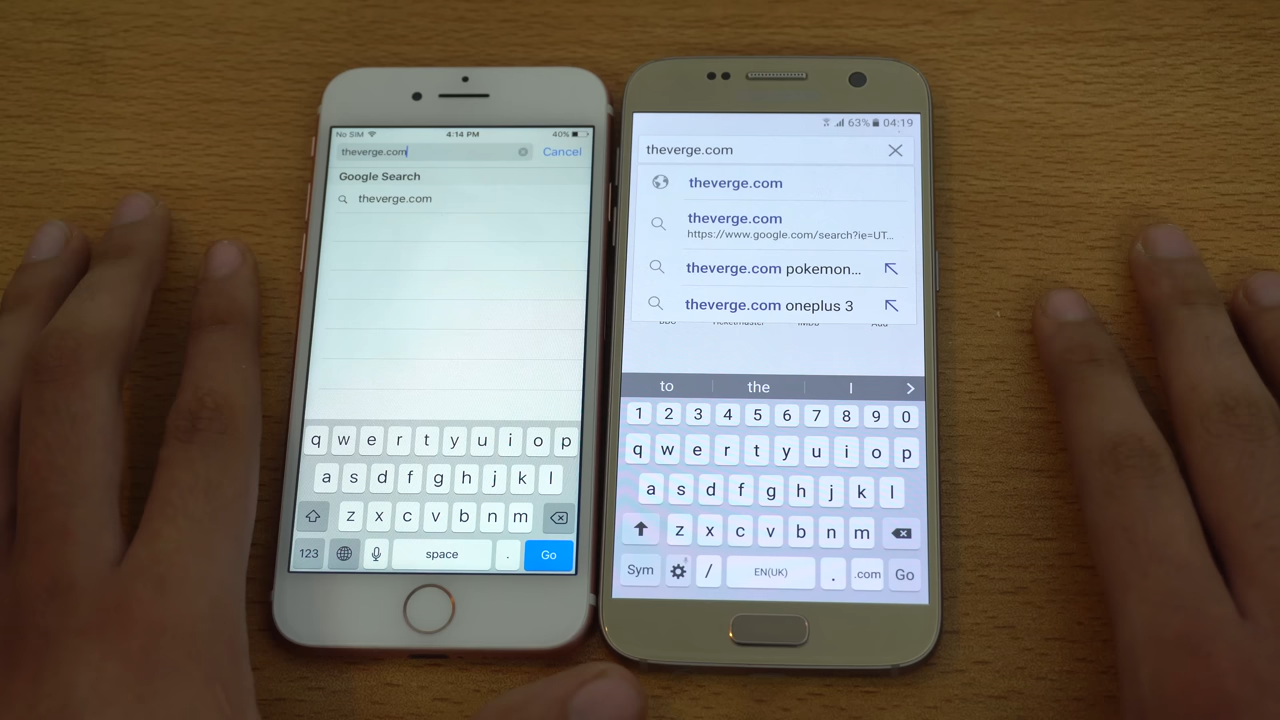 No SIM 4:14 PM 40%
theverge.com Cancel
Google Search
theverge.com
q w e r t y u i o p
a s d f g h j k l
z x c v b n m
123 space . Go
63% 04:19
theverge.com
theverge.com
theverge.com
https://www.google.com/search?ie=UT...
theverge.com pokemon...
theverge.com oneplus 3
to the I
1 2 3 4 5 6 7 8 9 0
q w e r t y u i o p
a s d f g h j k l
z x c v b n m
Sym / EN(UK) . .com Go